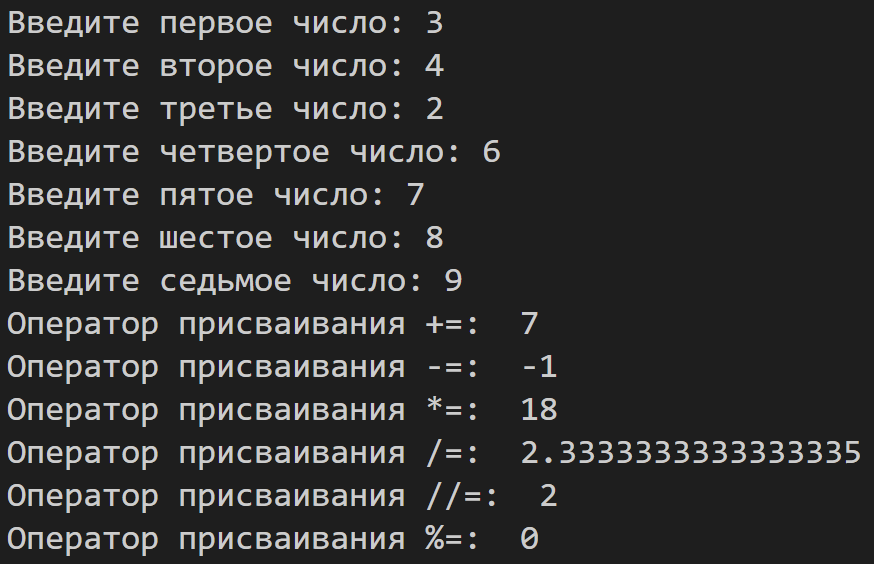 Введите первое число: 3
Введите второе число: 4
Введите третье число: 2
Введите четвертое число: 6
Введите пятое число: 7
Введите шестое число: 8
Введите седьмое число: 9
Оператор присваивания +=:  7
Оператор присваивания -=:  -1
Оператор присваивания *=:  18
Оператор присваивания /=:  2.3333333333333335
Оператор присваивания //=:  2
Оператор присваивания %=:  0